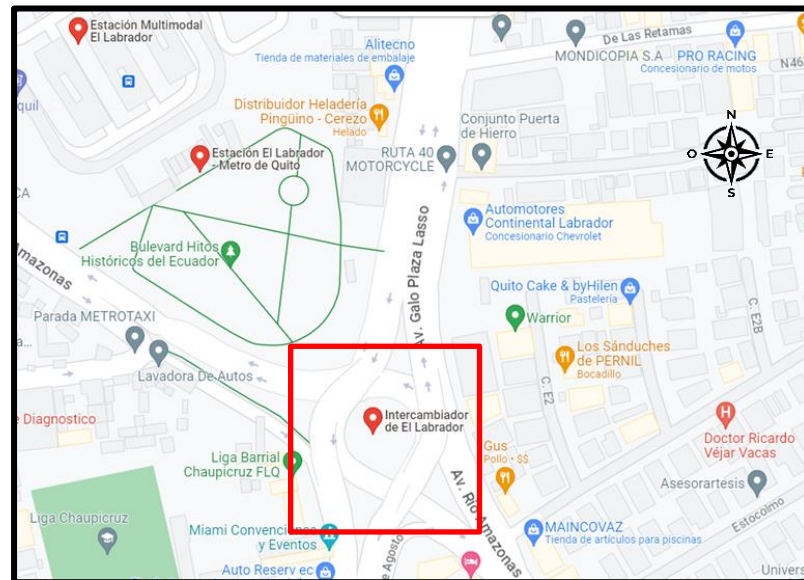 Estación Multimodal
El Labrador
De Las Retamas
Alitecno
Tienda de materiales de embalaje
MONDICOPIA S.A
PRO RACING
Concesionario de motos
N46
quil
Distribuidor Heladería
Pingüino - Cerezo
Helado
Conjunto Puerta
de Hierro
N
O
E
S
Estación El Labrador
- Metro de Quito
RUTA 40
MOTORCYCLE
CA
Automotores
Continental Labrador
Concesionario Chevrolet
Av. Galo Plaza Lasso
Bulevard Hitos
Históricos del Ecuador
Amazonas
Quito Cake & byHilen
Pastelería
C. E2B
Parada METROTAXI
Warrior
Los Sánduches
de PERNIL
Bocadillo
Lavadora De Autos
C. E2
e Diagnostico
Intercambiador
de El Labrador
H
Doctor Ricardo
Véjar Vacas
Gus
Pollo • $$
Liga Barrial
Chaupicruz FLQ
Av. Río Amazonas
Asesorartesis
Estocolmo
Liga Chaupicruz
Miami Convenciones
y Eventos
e Agosto
MAINCOVAZ
Tienda de artículos para piscinas
Auto Reserv ec
Univers